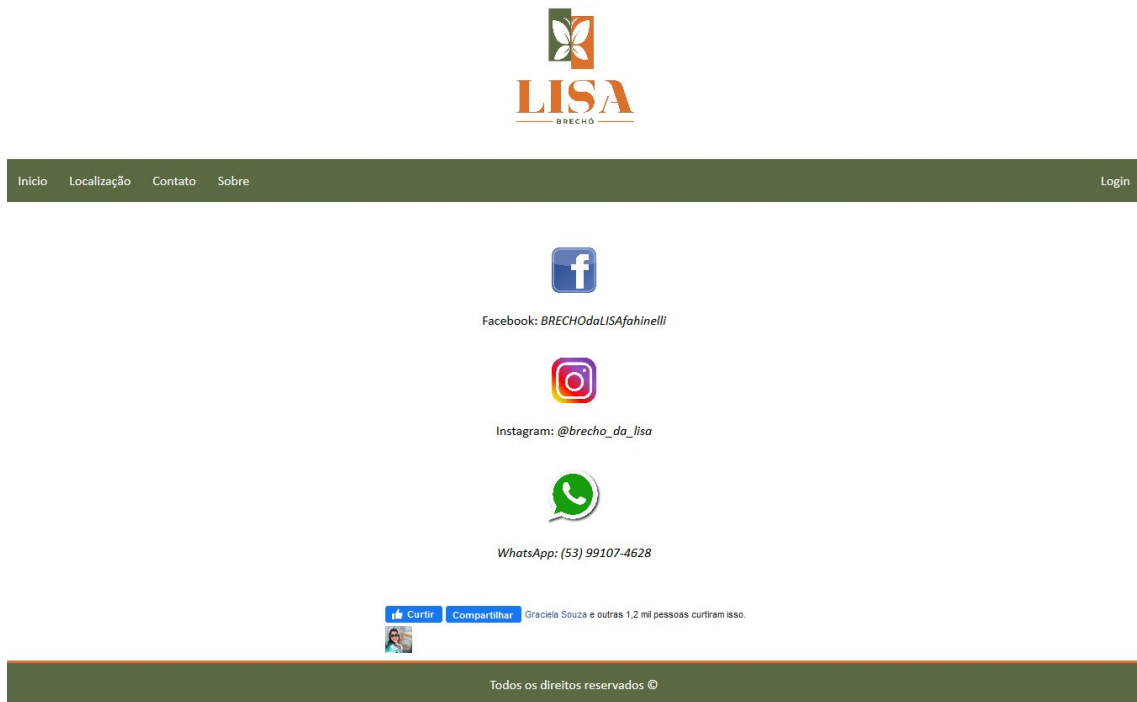 LISA
BRECHÓ
Inicio Localização Contato Sobre Login
Facebook: BRECHOdaLISAfahinelli
Instagram: @brecho_da_lisa
WhatsApp: (53) 99107-4628
Curtir Compartilhar Graciela Souza e outras 1,2 mil pessoas curtiram isso.
Todos os direitos reservados ©